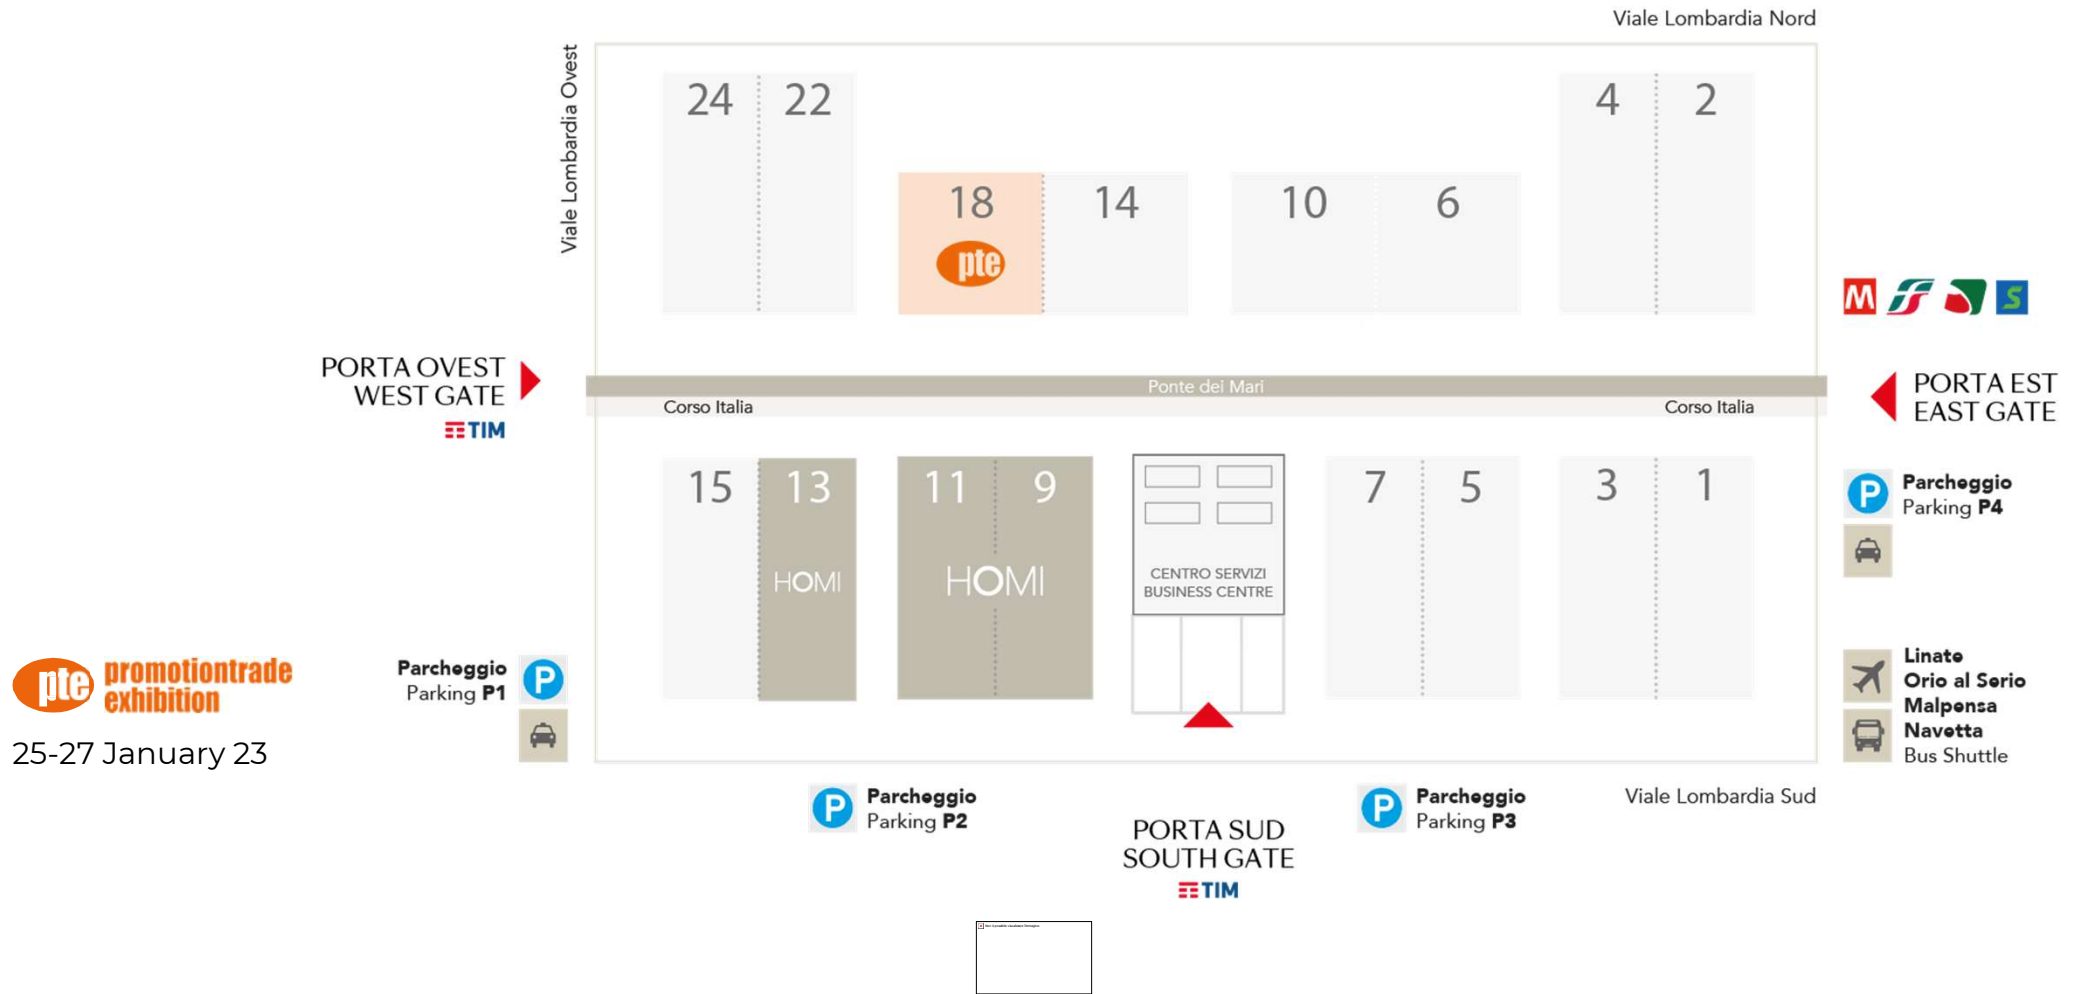 Viale Lombardia Nord
Viale Lombardia Ovest
24 22
4 2
18 14 10 6
pte
M S
PORTA OVEST
WEST GATE
TIM
Ponte dei Mari
Corso Italia
Corso Italia
PORTA EST
EAST GATE
15 13 11 9 7 5 3 1
HOMI
HOMI
CENTRO SERVIZI
BUSINESS CENTRE
P Parcheggio
Parking P4
pte promotiontrade
exhibition
25-27 January 23
Parcheggio P
Parking P1
Linate
Orio al Serio
Malpensa
Navetta
Bus Shuttle
P Parcheggio
Parking P2
P Parcheggio
Parking P3
Viale Lombardia Sud
PORTA SUD
SOUTH GATE
TIM